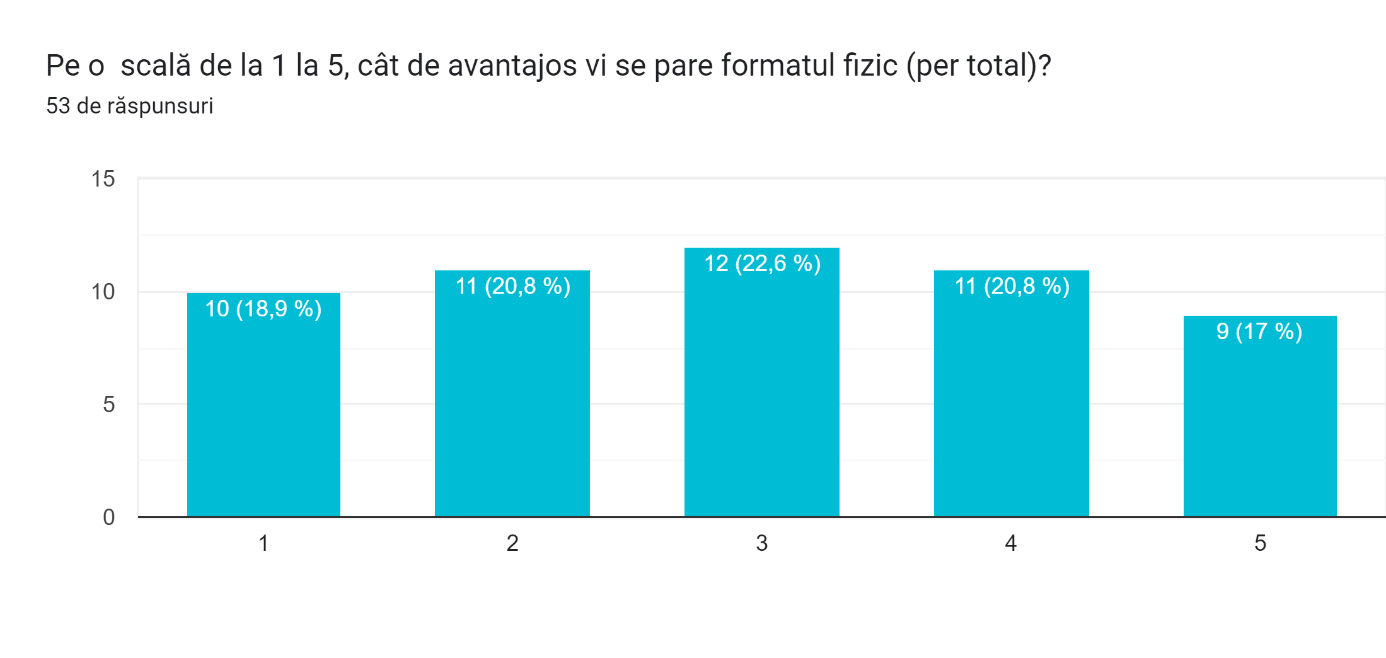 Pe o  scală de la 1 la 5, cât de avantajos vi se pare formatul fizic (per total)?
53 de răspunsuri
15
10
5
0
10 (18,9 %)
11 (20,8 %)
12 (22,6 %)
11 (20,8 %)
9 (17 %)
1
2
3
4
5